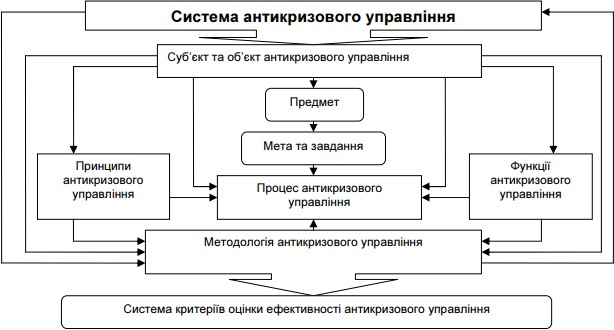 Система антикризового управління
Суб'єкт та об'єкт антикризового управління
Предмет
Мета та завдання
Принципи
антикризового
управління
Процес антикризового
управління
Функції
антикризового
управління
Методологія антикризового управління
Система критеріїв оцінки ефективності антикризового управління